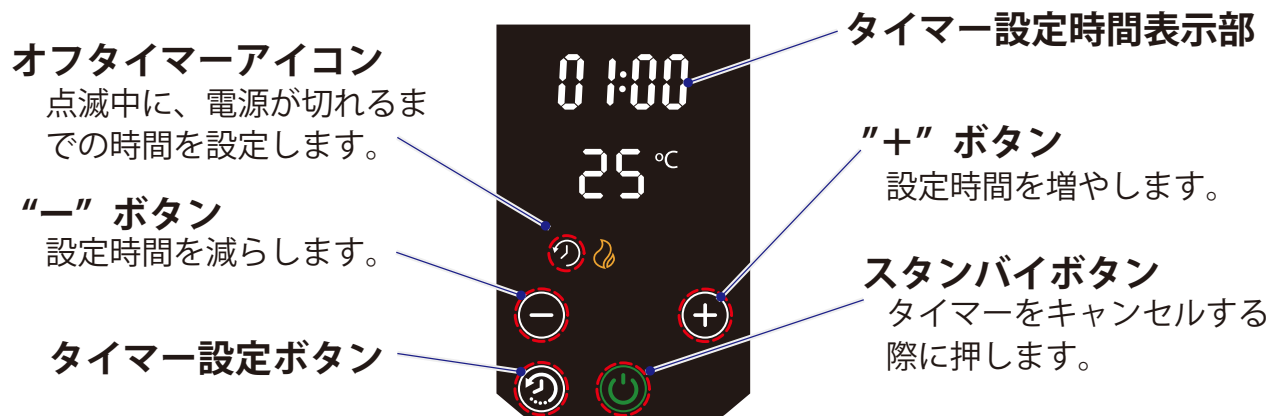 タイマー設定時間表示部
オフタイマーアイコン
点滅中に、電源が切れるま
での時間を設定します。
01:00
25 ℃
”＋” ボタン
設定時間を増やします。
“ー” ボタン
設定時間を減らします。
スタンバイボタン
タイマーをキャンセルする
際に押します。
タイマー設定ボタン